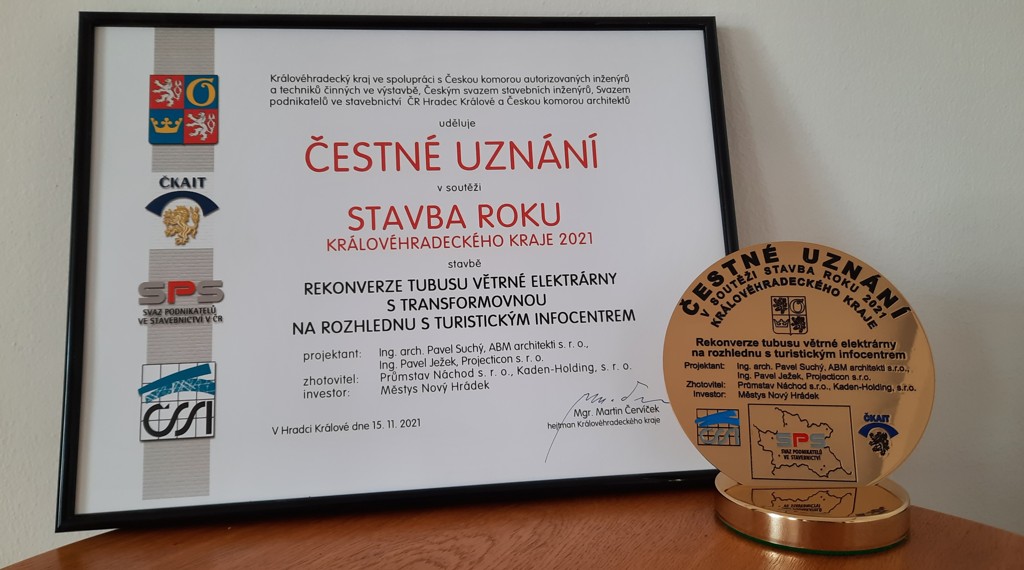 Královéhradecký kraj ve spolupráci s Českou komorou autorizovaných inženýrů
a techniků činných ve výstavbě, Českým svazem stavebních inženýrů, Svazem
podnikatelů ve stavebnictví ČR Hradec Králové a Českou komorou architektů
uděluje
ČESTNÉ UZNÁNÍ
v soutěži
STAVBA ROKU
KRÁLOVÉHRADECKÉHO KRAJE 2021
stavbě
REKONVERZE TUBUSU VĚTRNÉ ELEKTRÁRNY
S TRANSFORMOVNOU
NA ROZHLEDNU S TURISTICKÝM INFOCENTREM
projektant: Ing. arch. Pavel Suchý, ABM architekti s. r. o.,
Ing. Pavel Ježek, Projecticon s. r. o.
zhotovitel: Průmstav Náchod s. r. o., Kaden-Holding, s. r. o.
investor: Městys Nový Hrádek
V Hradci Králové dne 15. 11. 2021
Mgr. Martin Červíček
hejtman Královéhradeckého kraje
ČKAIT
SPS
SVAZ PODNIKATELŮ
VE STAVEBNICTVÍ V ČR
ČSSI
ČESTNÉ UZNÁNÍ
V SOUTĚŽI STAVBA ROKU 2021
KRÁLOVÉHRADECKÉHO KRAJE
Rekonverze tubusu větrné elektrárny
na rozhlednu s turistickým infocentrem
Projektant: Ing. arch. Pavel Suchý, ABM architekti s.r.o.,
Ing. Pavel Ježek, Projecticon s.r.o.
Zhotovitel: Průmstav Náchod s.r.o., Kaden-Holding, s.r.o.
Investor: Městys Nový Hrádek
ČSSI
SPS
SVAZ PODNIKATELŮ
VE STAVEBNICTVÍ
ČKAIT